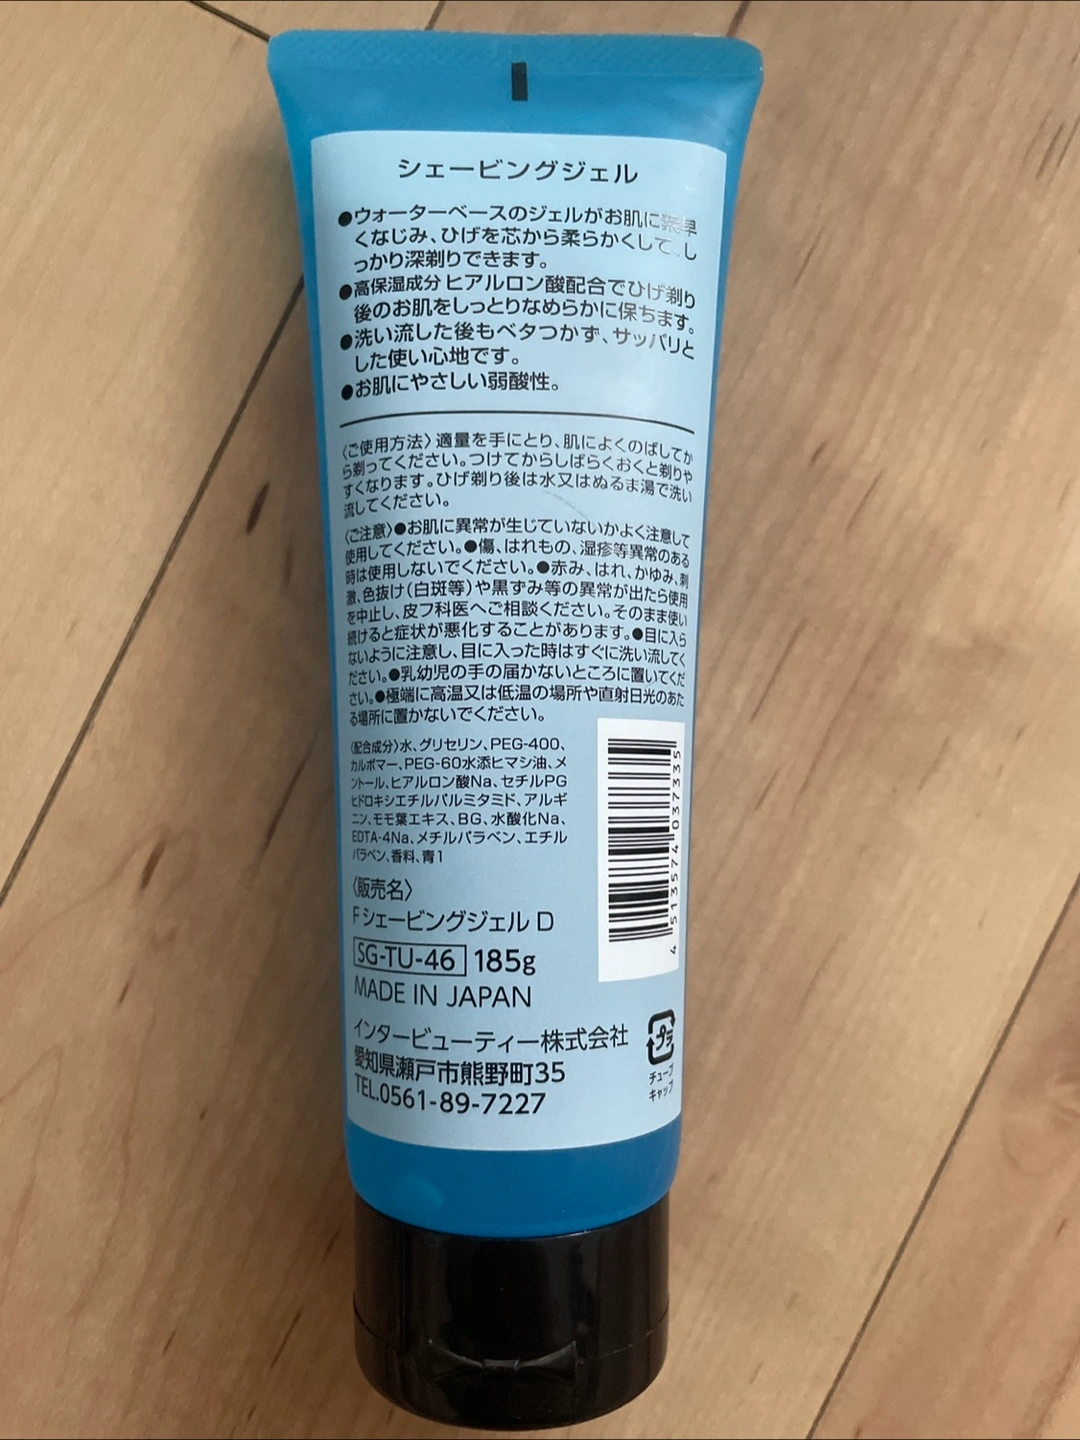 シェービングジェル
●ウォーターベースのジェルがお肌に素早
くなじみ、ひげを芯から柔らかくして、し
っかり深剃りできます。
●高保湿成分 ヒアルロン酸配合でひげ剃り
後のお肌をしっとりなめらかに保ちます。
●洗い流した後もベタつかず、サッパリと
した使い心地です。
●お肌にやさしい弱酸性。
〈ご使用方法〉適量を手にとり、肌によくのばしてか
ら剃ってください。つけてからしばらくおくと剃りや
すくなります。ひげ剃り後は水又はぬるま湯で洗い
流してください。
〈ご注意〉●お肌に異常が生じていないかよく注意して
使用してください。●傷、はれもの、湿疹等異常のある
時は使用しないでください。●赤み、はれ、かゆみ、刺
激、色抜け(白斑等)や黒ずみ等の異常が出たら使用
を中止し、皮フ科医へご相談ください。そのまま使い
続けると症状が悪化することがあります。●目に入ら
ないように注意し、目に入った時はすぐに洗い流してく
ださい。●乳幼児の手の届かないところに置いてくだ
さい。●極端に高温又は低温の場所や直射日光のあた
る場所に置かないでください。
〈配合成分〉水、グリセリン、PEG-400、
カルボマー、PEG-60水添ヒマシ油、メ
ントール、ヒアルロン酸Na、セチルPG
ヒドロキシエチルパルミタミド、アルギ
ニン、モモ葉エキス、BG、水酸化Na、
EDTA-4Na、メチルパラベン、エチル
パラベン、香料、青1
4 513574 037335
〈販売名〉
F シェービングジェル D
SG-TU-46 185g
MADE IN JAPAN
インタービューティー株式会社
愛知県瀬戸市熊野町35
TEL.0561-89-7227
プラ
チューブ
キャップ